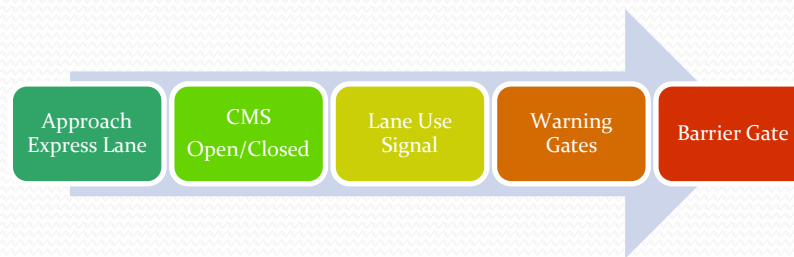 Approach
Express Lane
CMS
Open/Closed
Lane Use
Signal
Warning
Gates
Barrier Gate